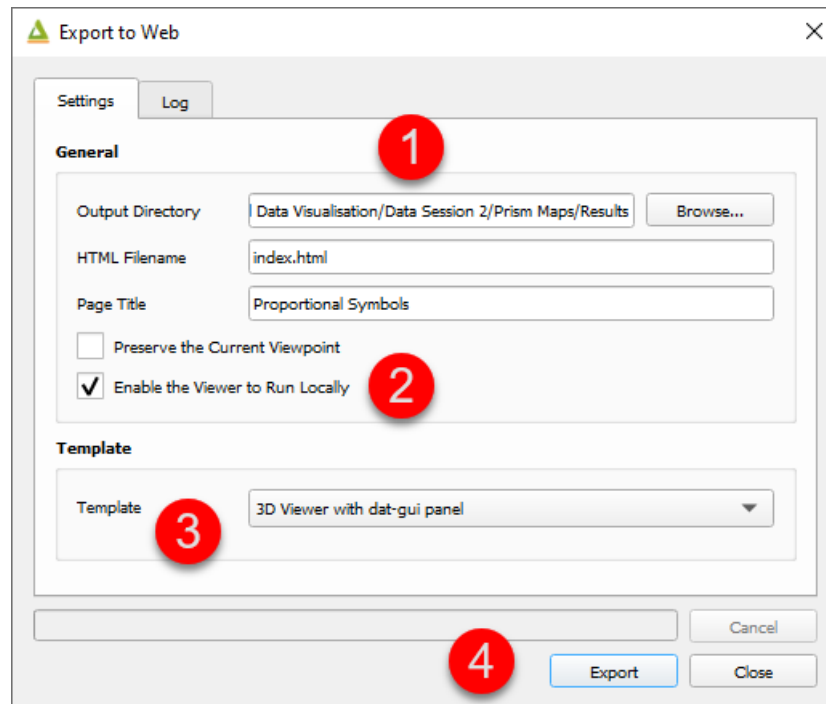 Export to Web
Settings Log
1
General
Output Directory l Data Visualisation/Data Session 2/Prism Maps/Results Browse...
HTML Filename index.html
Page Title Proportional Symbols
Preserve the Current Viewpoint
Enable the Viewer to Run Locally 2
Template
Template 3D Viewer with dat-gui panel
3
Cancel
4
Export Close